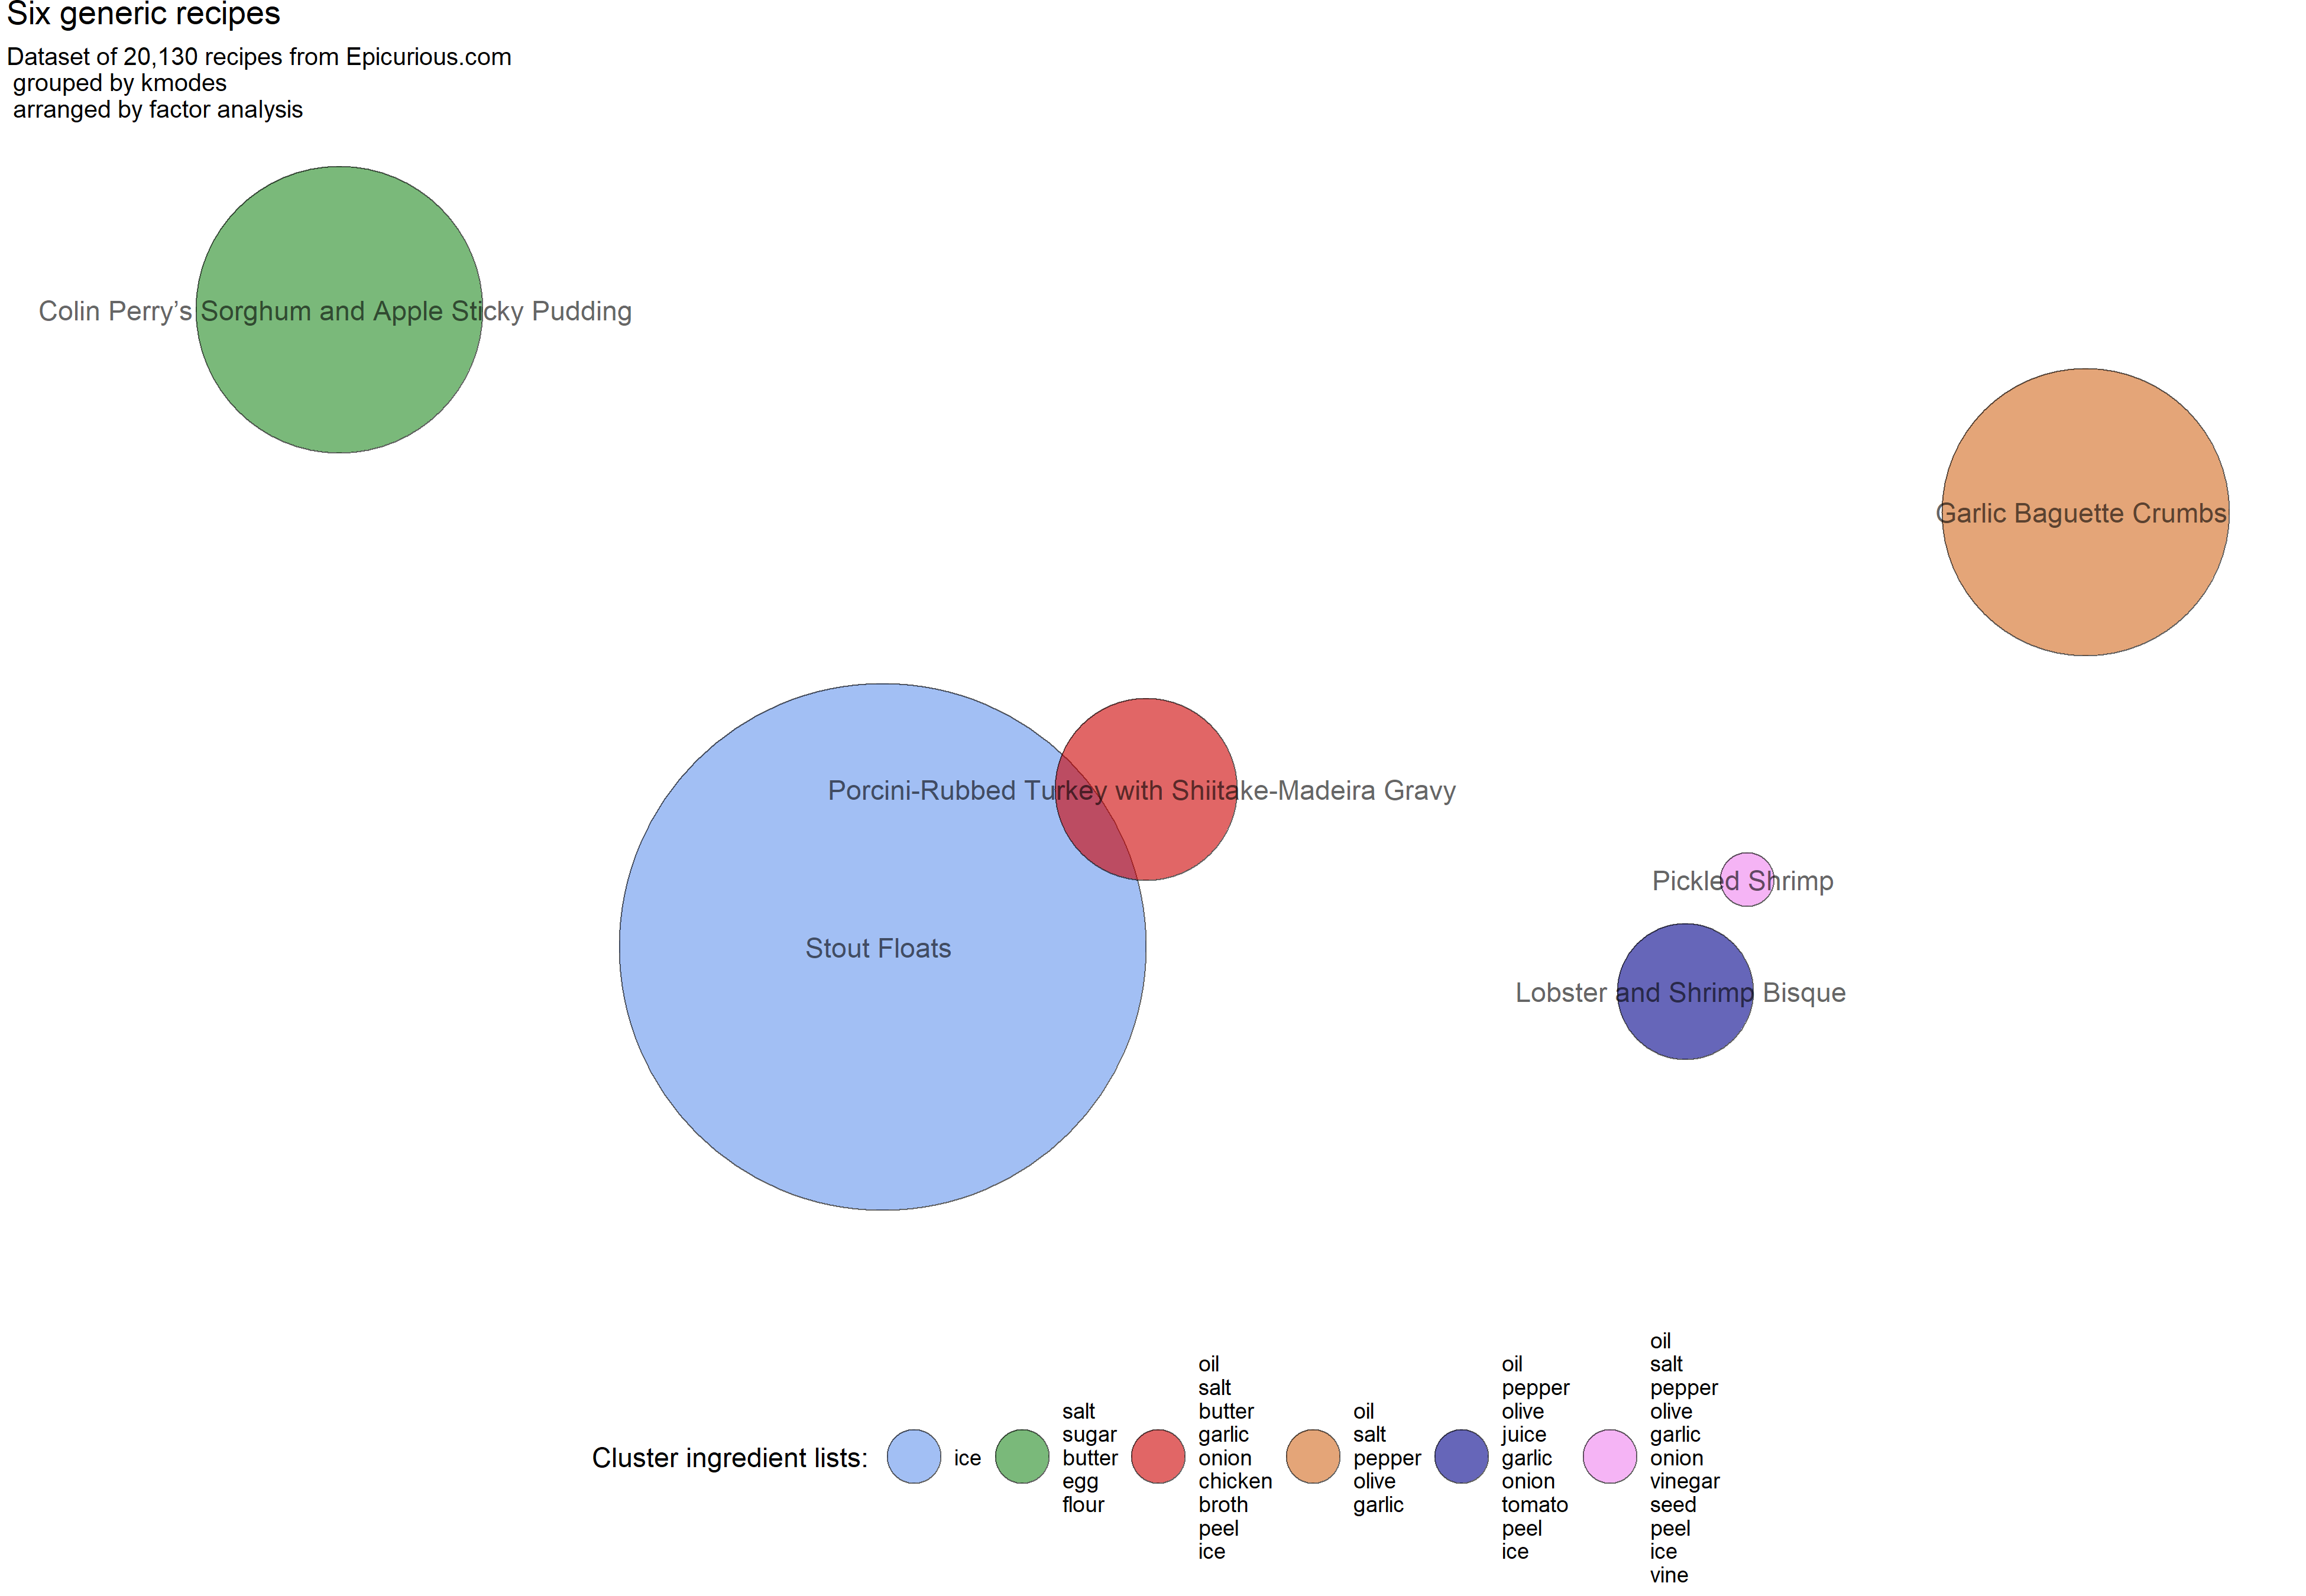 Six generic recipes
Dataset of 20,130 recipes from Epicurious.com
grouped by kmodes
arranged by factor analysis
Colin Perry’s Sorghum and Apple Sticky Pudding
Garlic Baguette Crumbs
Porcini-Rubbed Turkey with Shiitake-Madeira Gravy
Pickled Shrimp
Stout Floats
Lobster and Shrimp Bisque
Cluster ingredient lists:
ice
salt
sugar
butter
egg
flour
oil
salt
butter
garlic
onion
chicken
broth
peel
ice
oil
salt
pepper
olive
garlic
oil
pepper
olive
juice
garlic
onion
tomato
peel
ice
oil
salt
pepper
olive
garlic
onion
vinegar
seed
peel
ice
vine